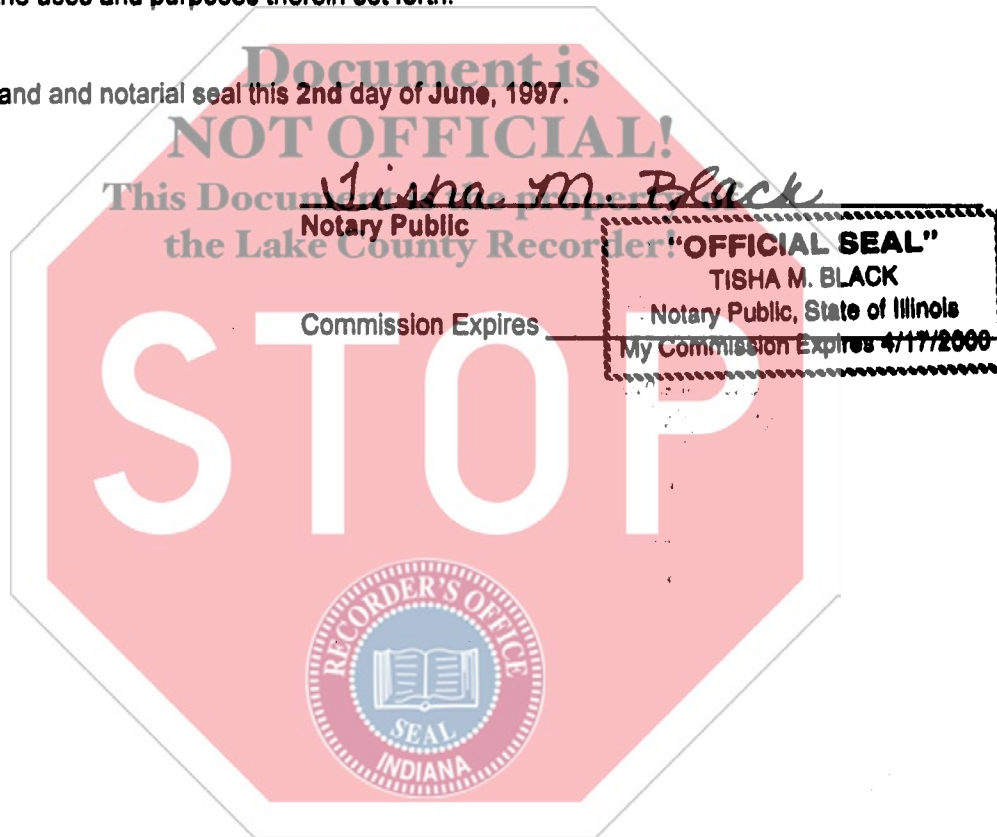 uses and purposes therein set forth.
Document is
and and notarial seal this 2nd day of June, 1997.
NOT OFFICIAL!
Tisha M. Black
This Document is the property of
Notary Public
the Lake County Recorder!
"OFFICIAL SEAL"
TISHA M. BLACK
Notary Public, State of Illinois
My Commission Expires 4/17/2000
Commission Expires
STOP
RECORDER'S OFFICE
SEAL
INDIANA